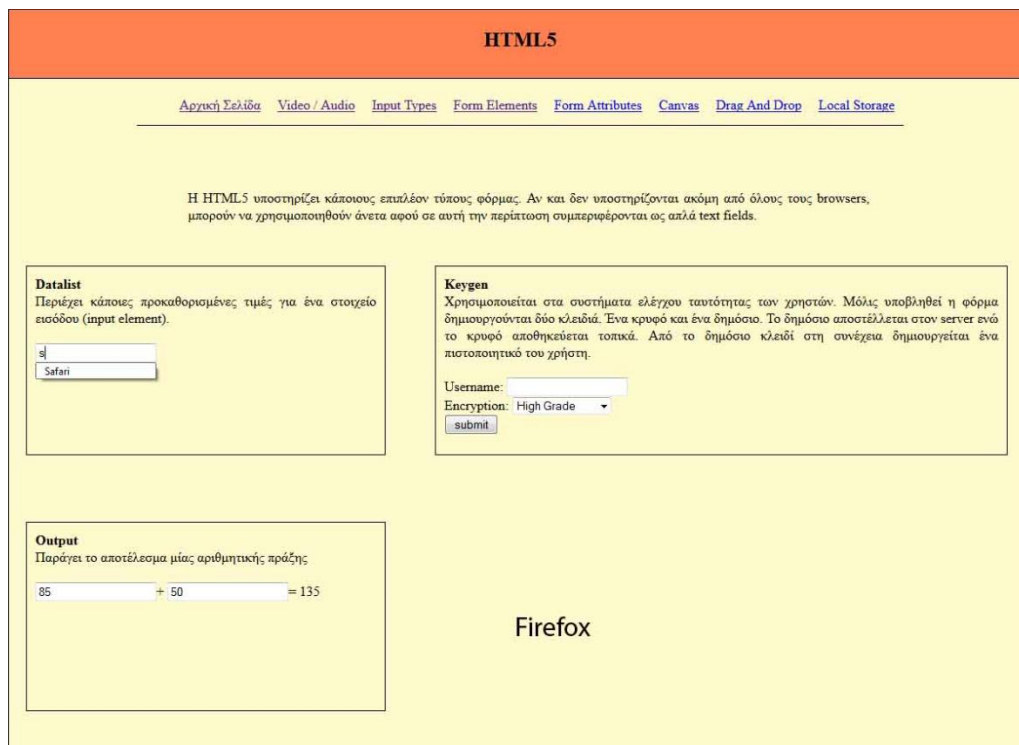 HTML5
Αρχική Σελίδα Video / Audio Input Types Form Elements Form Attributes Canvas Drag And Drop Local Storage
Η HTML5 υποστηρίζει κάποιους επιπλέον τύπους φόρμας. Αν και δεν υποστηρίζονται ακόμη από όλους τους browsers,
μπορούν να χρησιμοποιηθούν άνετα αφού σε αυτή την περίπτωση συμπεριφέρονται ως απλά text fields.
Datalist
Περιέχει κάποιες προκαθορισμένες τιμές για ένα στοιχείο
εισόδου (input element).
s
Safari
Keygen
Χρησιμοποιείται στα συστήματα ελέγχου ταυτότητας των χρηστών. Μόλις υποβληθεί η φόρμα
δημιουργούνται δύο κλειδιά. Ένα κρυφό και ένα δημόσιο. Το δημόσιο αποστέλλεται στον server ενώ
το κρυφό αποθηκεύεται τοπικά. Από το δημόσιο κλειδί στη συνέχεια δημιουργείται ένα
πιστοποιητικό του χρήστη.
Username:
Encryption: High Grade
submit
Output
Παράγει το αποτέλεσμα μίας αριθμητικής πράξης
85 + 50 = 135
Firefox